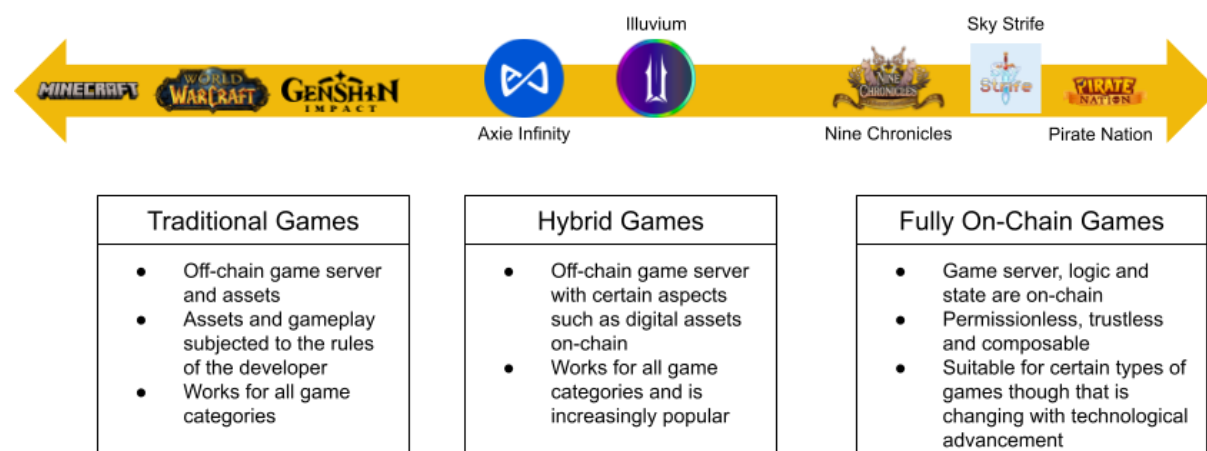 Illuvium
Sky Strife
MINECRAFT
WORLD
WARCRAFT
GENSHIN
IMPACT
NINE
CHRONICLES
Strife
PIRATE
NATION
Axie Infinity
Nine Chronicles
Pirate Nation
Traditional Games
● Off-chain game server
and assets
● Assets and gameplay
subjected to the rules
of the developer
● Works for all game
categories
Hybrid Games
● Off-chain game server
with certain aspects
such as digital assets
on-chain
● Works for all game
categories and is
increasingly popular
Fully On-Chain Games
● Game server, logic and
state are on-chain
● Permissionless, trustless
and composable
● Suitable for certain types of
games though that is
changing with technological
advancement